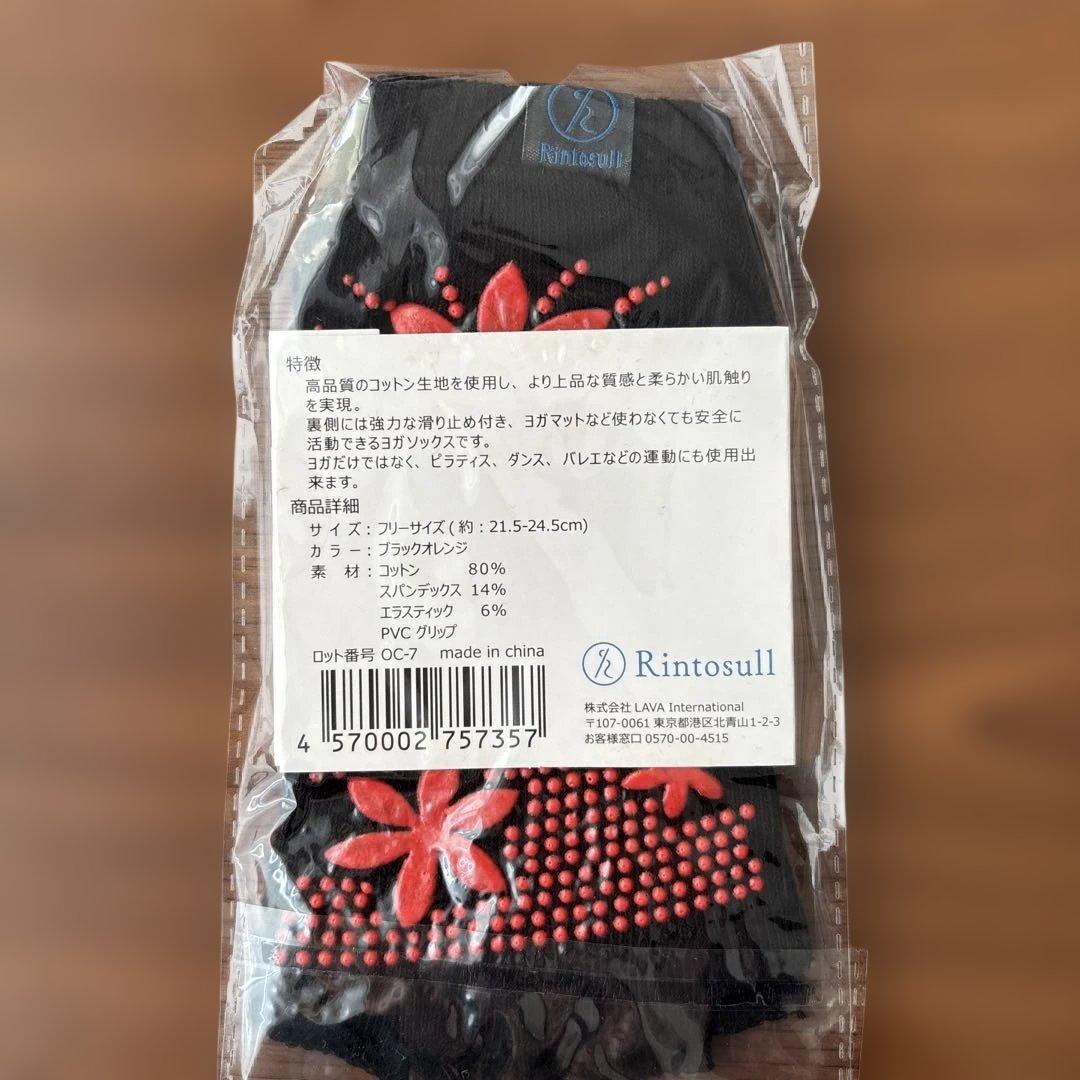 Rintosull
特徴
高品質のコットン生地を使用し、より上品な質感と柔らかい肌触り
を実現。
裏側には強力な滑り止め付き、ヨガマットなど使わなくても安全に
活動できるヨガソックスです。
ヨガだけではなく、ピラティス、ダンス、バレエなどの運動にも使用出
来ます。
商品詳細
サイズ：フリーサイズ ( 約：21.5-24.5cm)
カラー：ブラックオレンジ
素 材：コットン 80%
スパンデックス 14%
エラスティック 6%
PVC グリップ
ロット番号 OC-7 made in china
4 570002 757357
Rintosull
株式会社 LAVA International
〒107-0061 東京都港区北青山1-2-3
お客様窓口 0570-00-4515